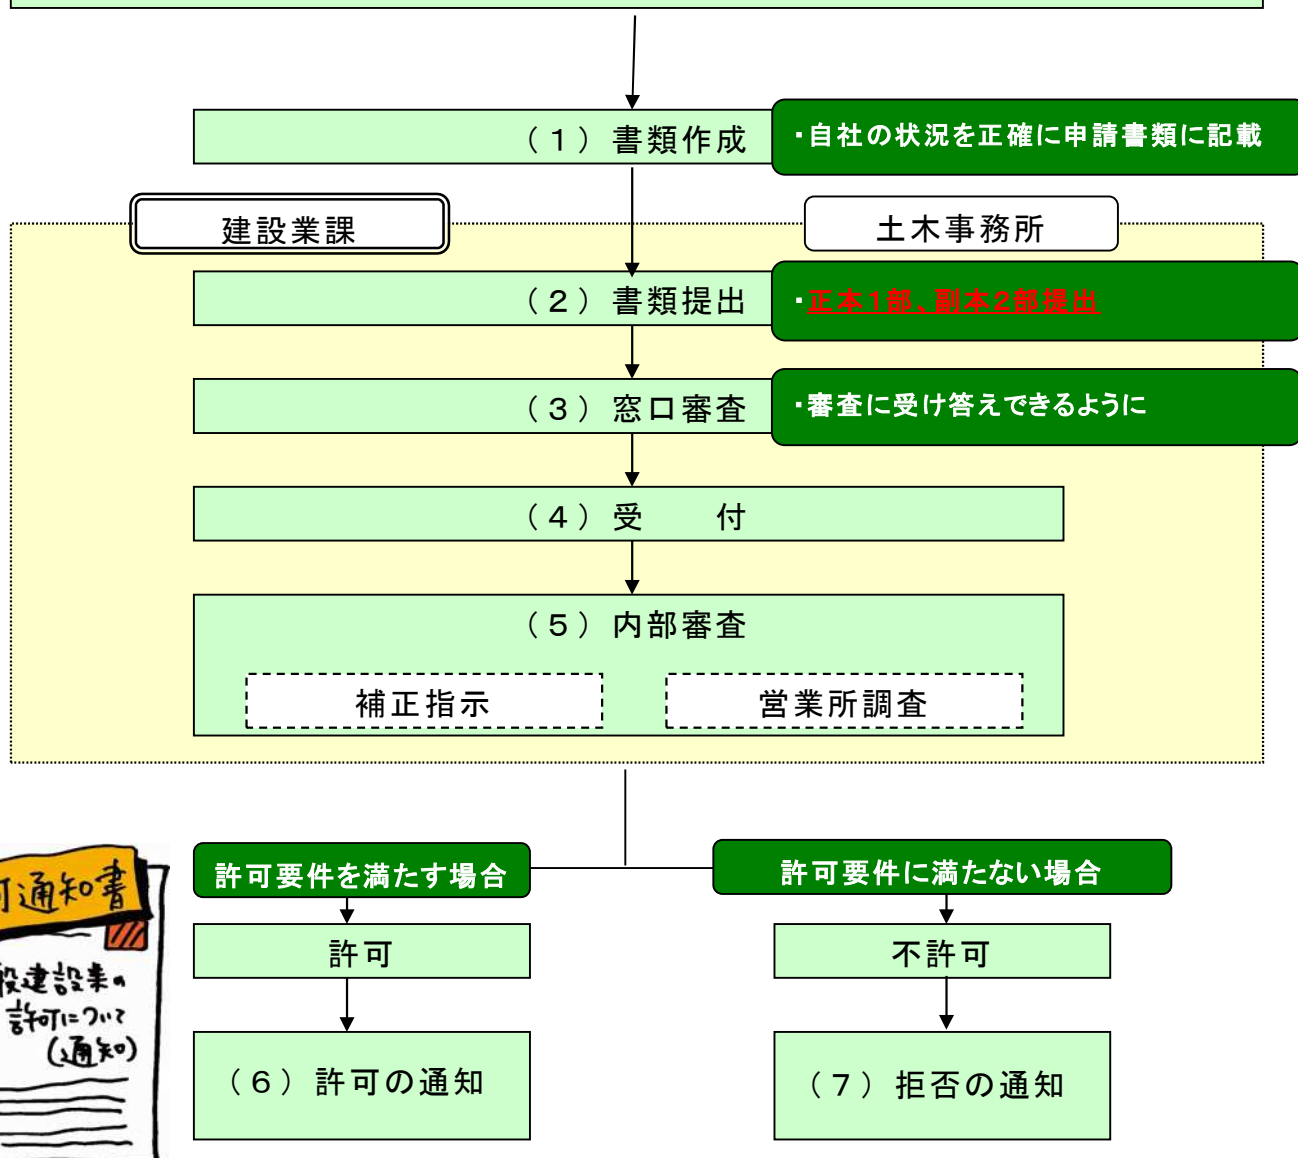 （１）書類作成
・自社の状況を正確に申請書類に記載
建設業課
土木事務所
（２）書類提出
・正本１部、副本２部提出
（３）窓口審査
・審査に受け答えできるように
（４）受　　付
（５）内部審査
補正指示
営業所調査
許可要件を満たす場合
許可要件に満たない場合
許可
不許可
（６）許可の通知
（７）拒否の通知
可通知書
般建設業の
許可について
(通知)